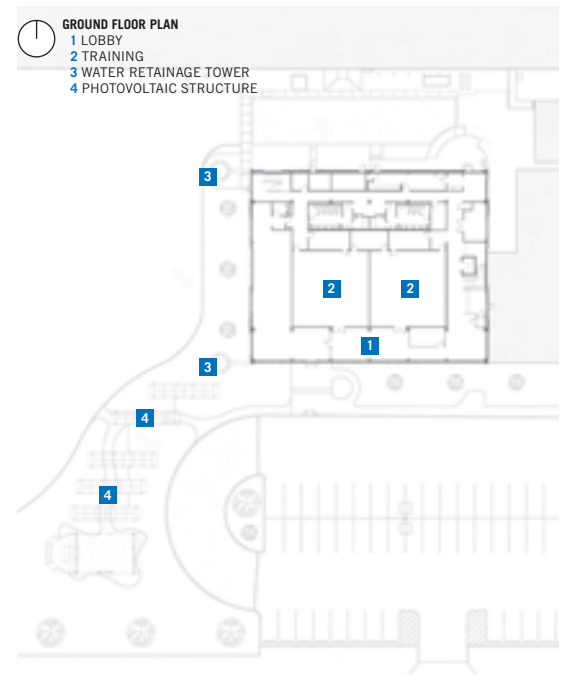 GROUND FLOOR PLAN
1 LOBBY
2 TRAINING
3 WATER RETAINAGE TOWER
4 PHOTOVOLTAIC STRUCTURE
3
2 2
1
3
4
4